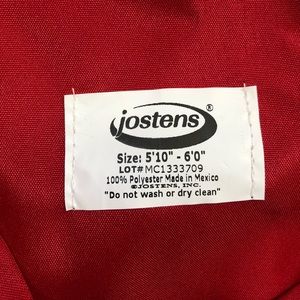 jostens®
Size: 5'10" - 6'0"
LOT# MC1333709
100% Polyester Made in Mexico
©JOSTENS, INC.
"Do not wash or dry clean"